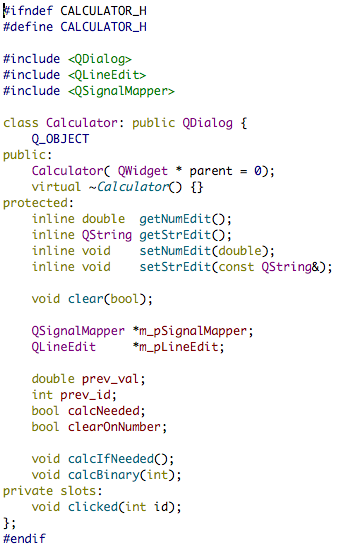 #ifndef CALCULATOR_H
#define CALCULATOR_H

#include <QDialog>
#include <QLineEdit>
#include <QSignalMapper>

class Calculator: public QDialog {
    Q_OBJECT
public:
    Calculator( QWidget * parent = 0);
    virtual ~Calculator() {}
protected:
    inline double  getNumEdit();
    inline QString getStrEdit();
    inline void    setNumEdit(double);
    inline void    setStrEdit(const QString&);

    void clear(bool);

    QSignalMapper *m_pSignalMapper;
    QLineEdit     *m_pLineEdit;

    double prev_val;
    int prev_id;
    bool calcNeeded;
    bool clearOnNumber;

    void calcIfNeeded();
    void calcBinary(int);
private slots:
    void clicked(int id);
};
#endif